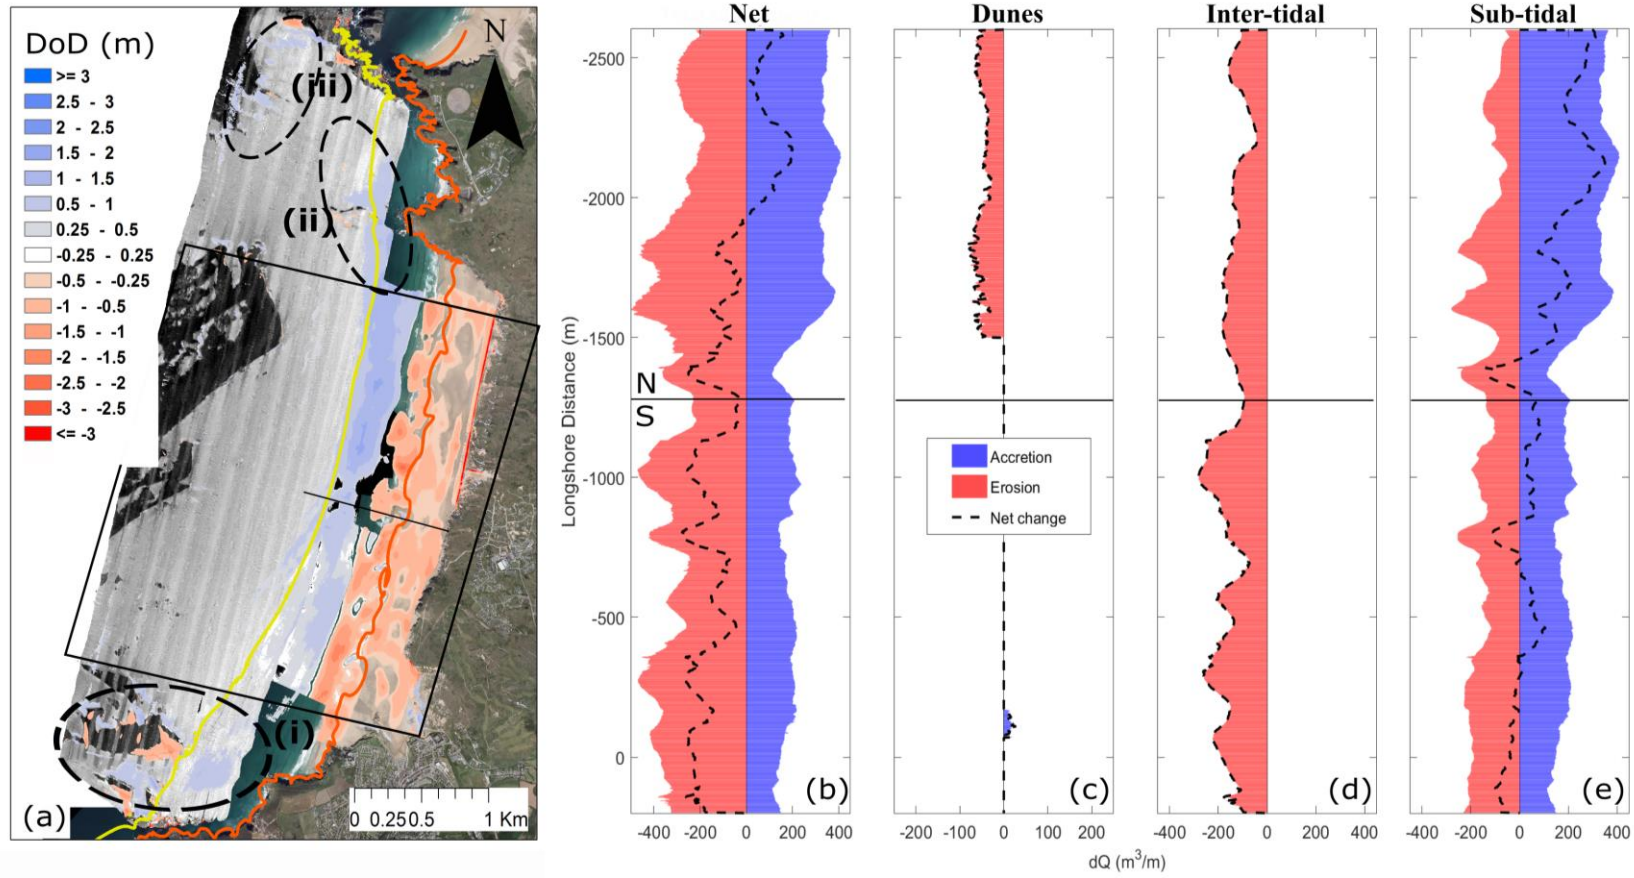 DoD (m)
>= 3
2.5 - 3
2 - 2.5
1.5 - 2
1 - 1.5
0.5 - 1
0.25 - 0.5
-0.25 - 0.25
-0.5 - -0.25
-1 - -0.5
-1.5 - -1
-2 - -1.5
-2.5 - -2
-3 - -2.5
<= -3
N
(iii)
(ii)
(i)
(a)
0 0.25 0.5 1 Km
Net
Dunes
Inter-tidal
Sub-tidal
Longshore Distance (m)
-2500
-2000
-1500
-1000
-500
0
N
S
Accretion
Erosion
Net change
(b)
(c)
(d)
(e)
-400 -200 0 200 400
-200 -100 0 100 200
-400 -200 0 200 400
-400 -200 0 200 400
dQ (m³/m)